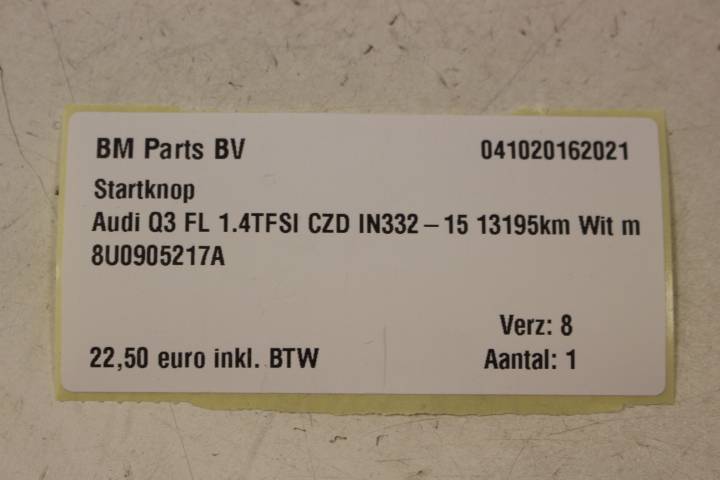 BM Parts BV 041020162021
Startknop
Audi Q3 FL 1.4TFSI CZD IN332-15 13195km Wit m
8U0905217A
Verz: 8
22,50 euro inkl. BTW Aantal: 1